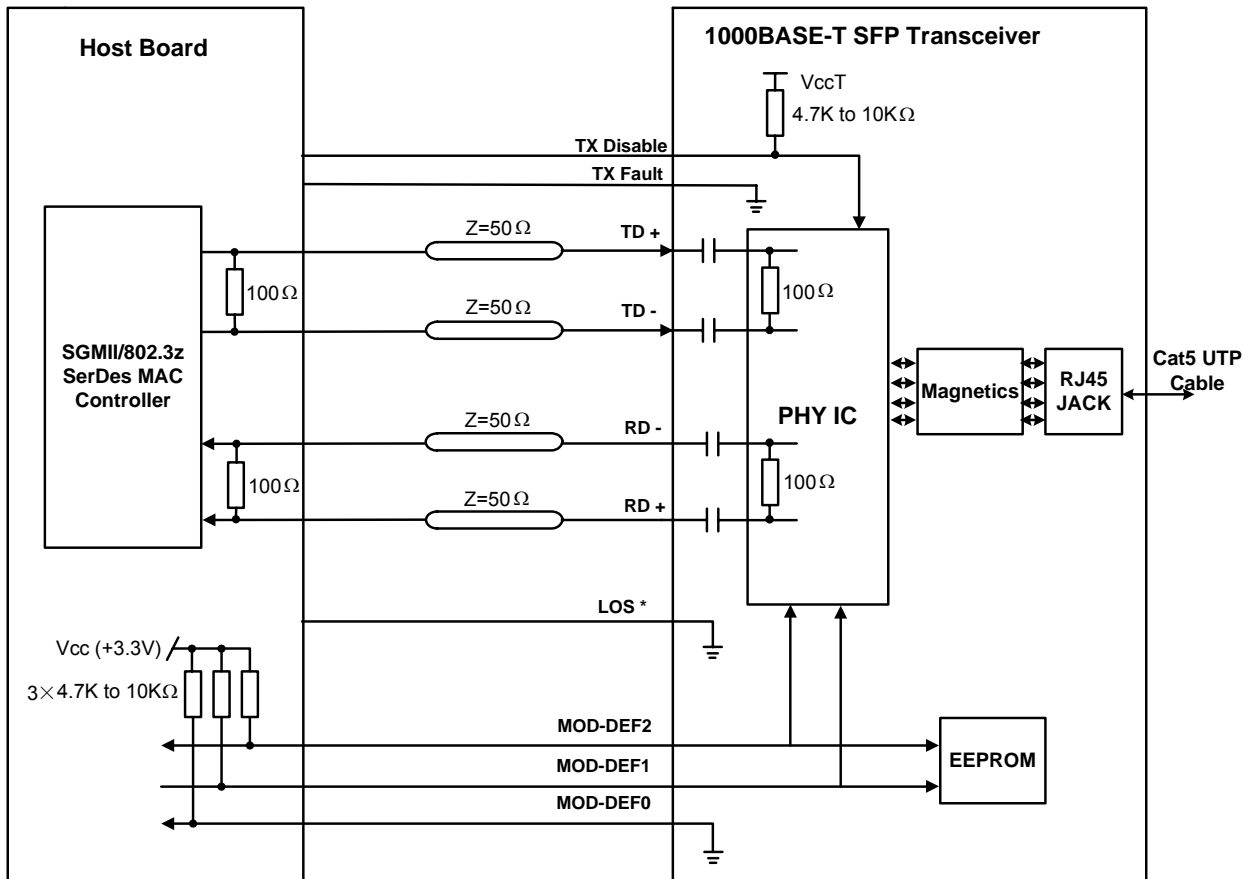 Host Board
1000BASE-T SFP Transceiver
VccT
4.7K to 10KΩ
TX Disable
TX Fault
Z=50Ω
TD +
100Ω
100Ω
Z=50Ω
TD -
SGMII/802.3z
SerDes MAC
Controller
Z=50Ω
RD -
100Ω
100Ω
Z=50Ω
RD +
PHY IC
Magnetics
RJ45
JACK
Cat5 UTP
Cable
LOS *
Vcc (+3.3V)
3×4.7K to 10KΩ
MOD-DEF2
MOD-DEF1
MOD-DEF0
EEPROM